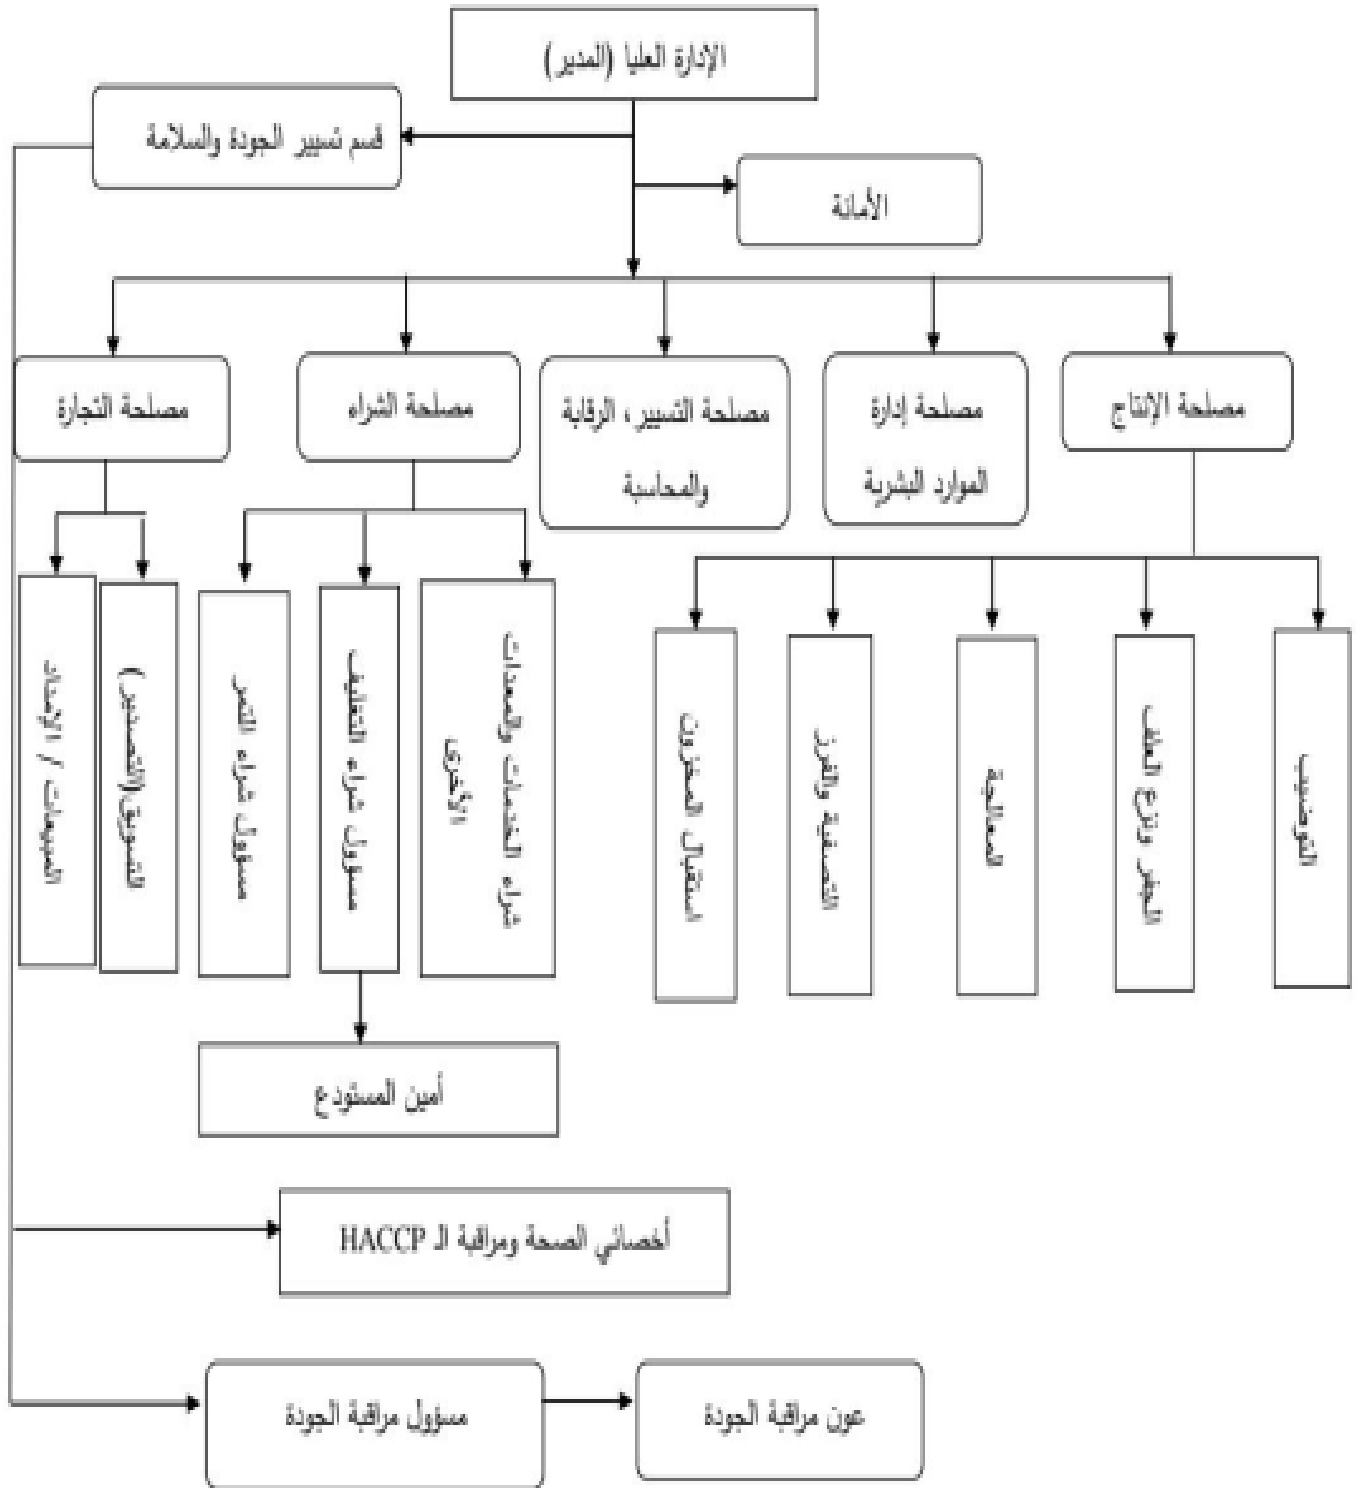 الإدارة العليا (المدير)
قسم تسيير الجودة والسلامة
الأمانة
مصلحة الإنتاج
مصلحة إدارة
الموارد البشرية
مصلحة التسيير، الرقابة
والمحاسبة
مصلحة الشراء
مصلحة التجارة
التوضيب
الحفر ونزع العلف
المعالجة
التصفية والفرز
استقبال المخزون
شراء الخدمات والمعدات
الأخرى
مسؤول شراء التغليف
مسؤول شراء التمر
التسويق (التصدير)
المبيعات / الإمداد
أمين المستودع
أخصائي الصحة ومراقبة الـ HACCP
مسؤول مراقبة الجودة
عون مراقبة الجودة